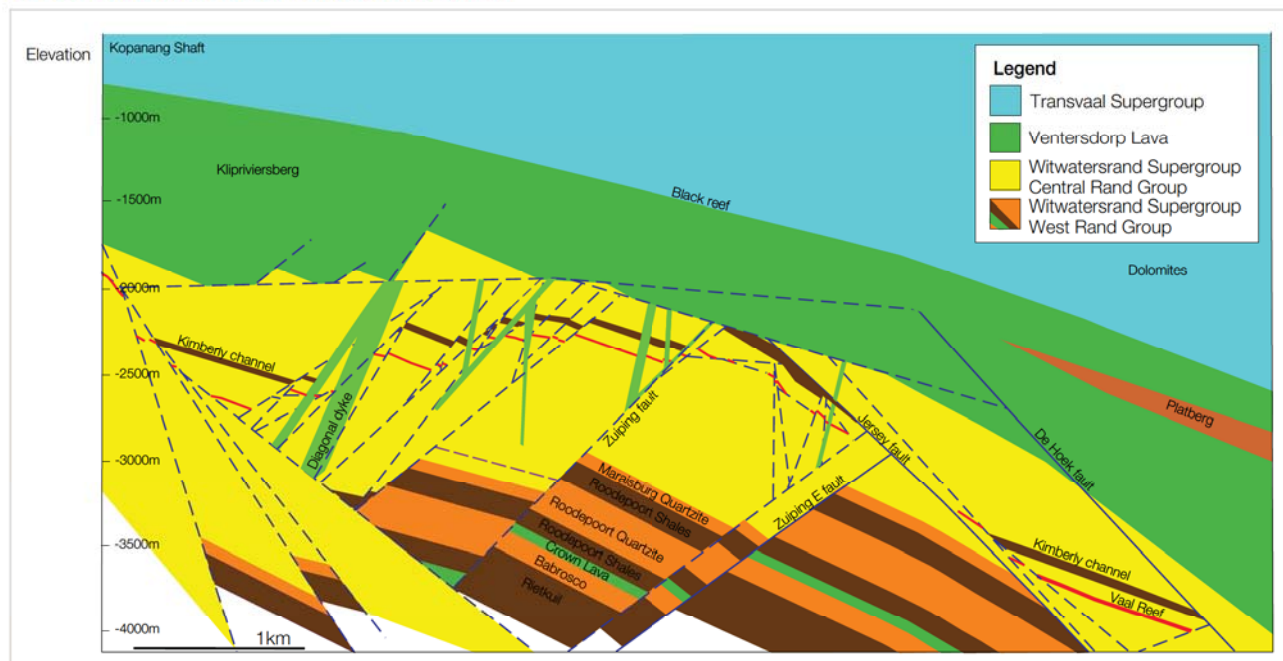 Elevation
Kopanang Shaft
-1000m
-1500m
-2000m
-2500m
-3000m
-3500m
-4000m
1km
Klipriviersberg
Black reef
Dolomites
Platberg
De Hoek fault
Jersey fault
Zuiping fault
Zuiping E fault
Kimberly channel
Diagonal dyke
Maraisburg Quartzite
Roodepoort Shales
Roodepoort Quartzite
Roodepoort Shales
Crown Lava
Babrosco
Rietkuil
Kimberly channel
Vaal Reef
Legend
Transvaal Supergroup
Ventersdorp Lava
Witwatersrand Supergroup
Central Rand Group
Witwatersrand Supergroup
West Rand Group